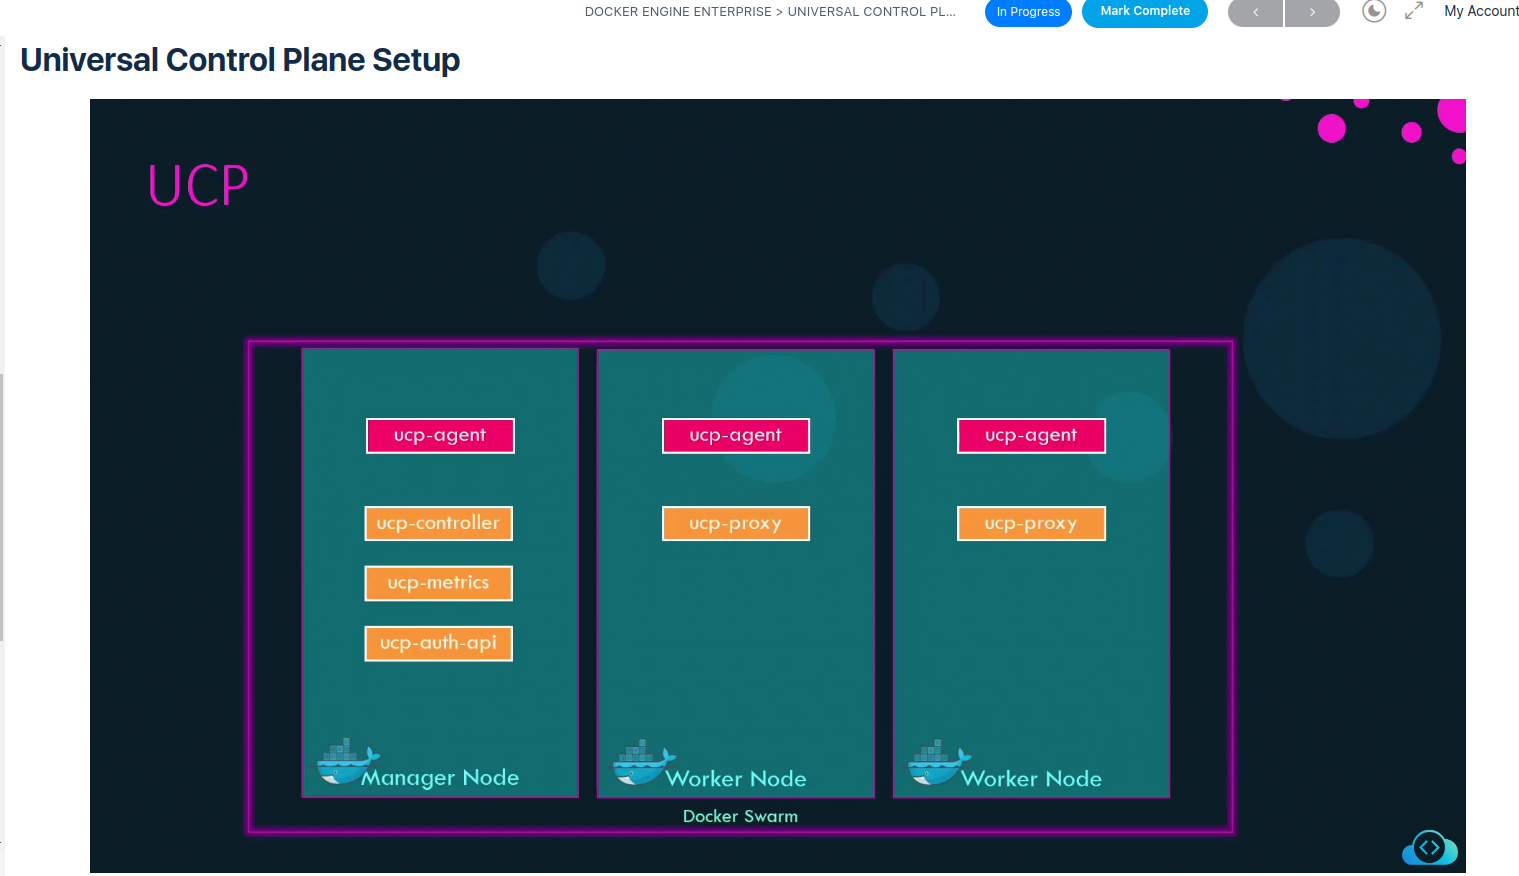 DOCKER ENGINE ENTERPRISE > UNIVERSAL CONTROL PL...
In Progress
Mark Complete
My Account
Universal Control Plane Setup
UCP
ucp-agent
ucp-agent
ucp-agent
ucp-controller
ucp-proxy
ucp-proxy
ucp-metrics
ucp-auth-api
Manager Node
Worker Node
Worker Node
Docker Swarm